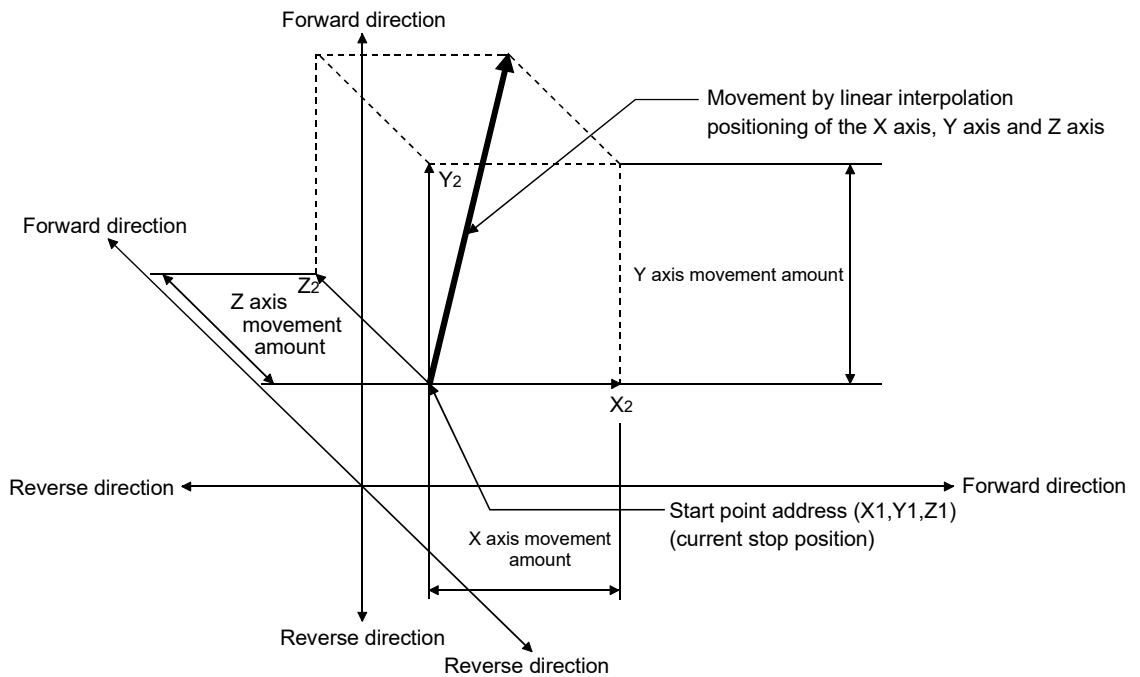 Forward direction
Movement by linear interpolation
positioning of the X axis, Y axis and Z axis
Y2
Forward direction
Y axis movement amount
Z2
Z axis
movement
amount
X2
Reverse direction
Forward direction
Start point address (X1,Y1,Z1)
(current stop position)
X axis movement
amount
Reverse direction
Reverse direction